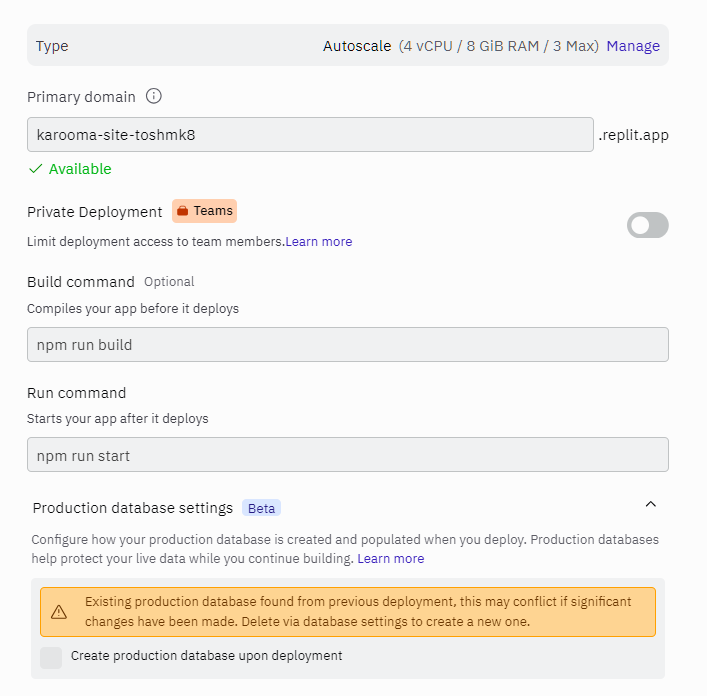 Type Autoscale (4 vCPU / 8 GiB RAM / 3 Max) Manage
Primary domain
karooma-site-toshmk8 .replit.app
Available
Private Deployment Teams
Limit deployment access to team members.Learn more
Build command Optional
Compiles your app before it deploys
npm run build
Run command
Starts your app after it deploys
npm run start
Production database settings Beta
Configure how your production database is created and populated when you deploy. Production databases
help protect your live data while you continue building. Learn more
Existing production database found from previous deployment, this may conflict if significant
changes have been made. Delete via database settings to create a new one.
Create production database upon deployment